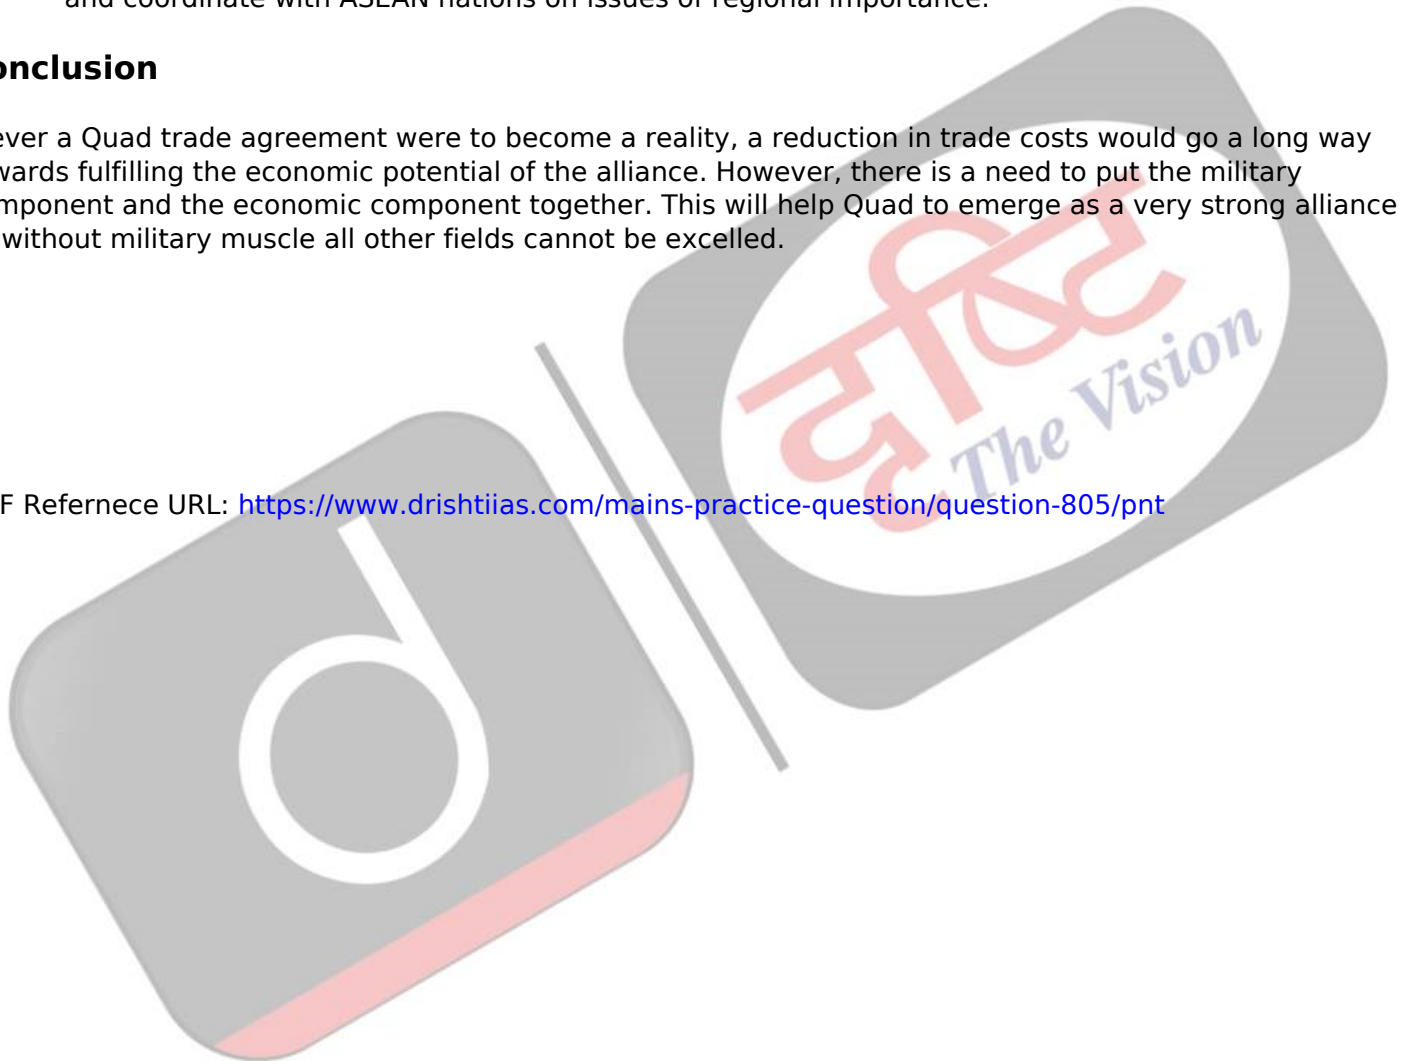 and coordinate with ASEAN nations on issues of regional importance.
onclusion
ever a Quad trade agreement were to become a reality, a reduction in trade costs would go a long way
wards fulfilling the economic potential of the alliance. However, there is a need to put the military
mponent and the economic component together. This will help Quad to emerge as a very strong alliance
without military muscle all other fields cannot be excelled.
दृष्टि
The Vision
F Refernece URL: https://www.drishtiias.com/mains-practice-question/question-805/pnt
d